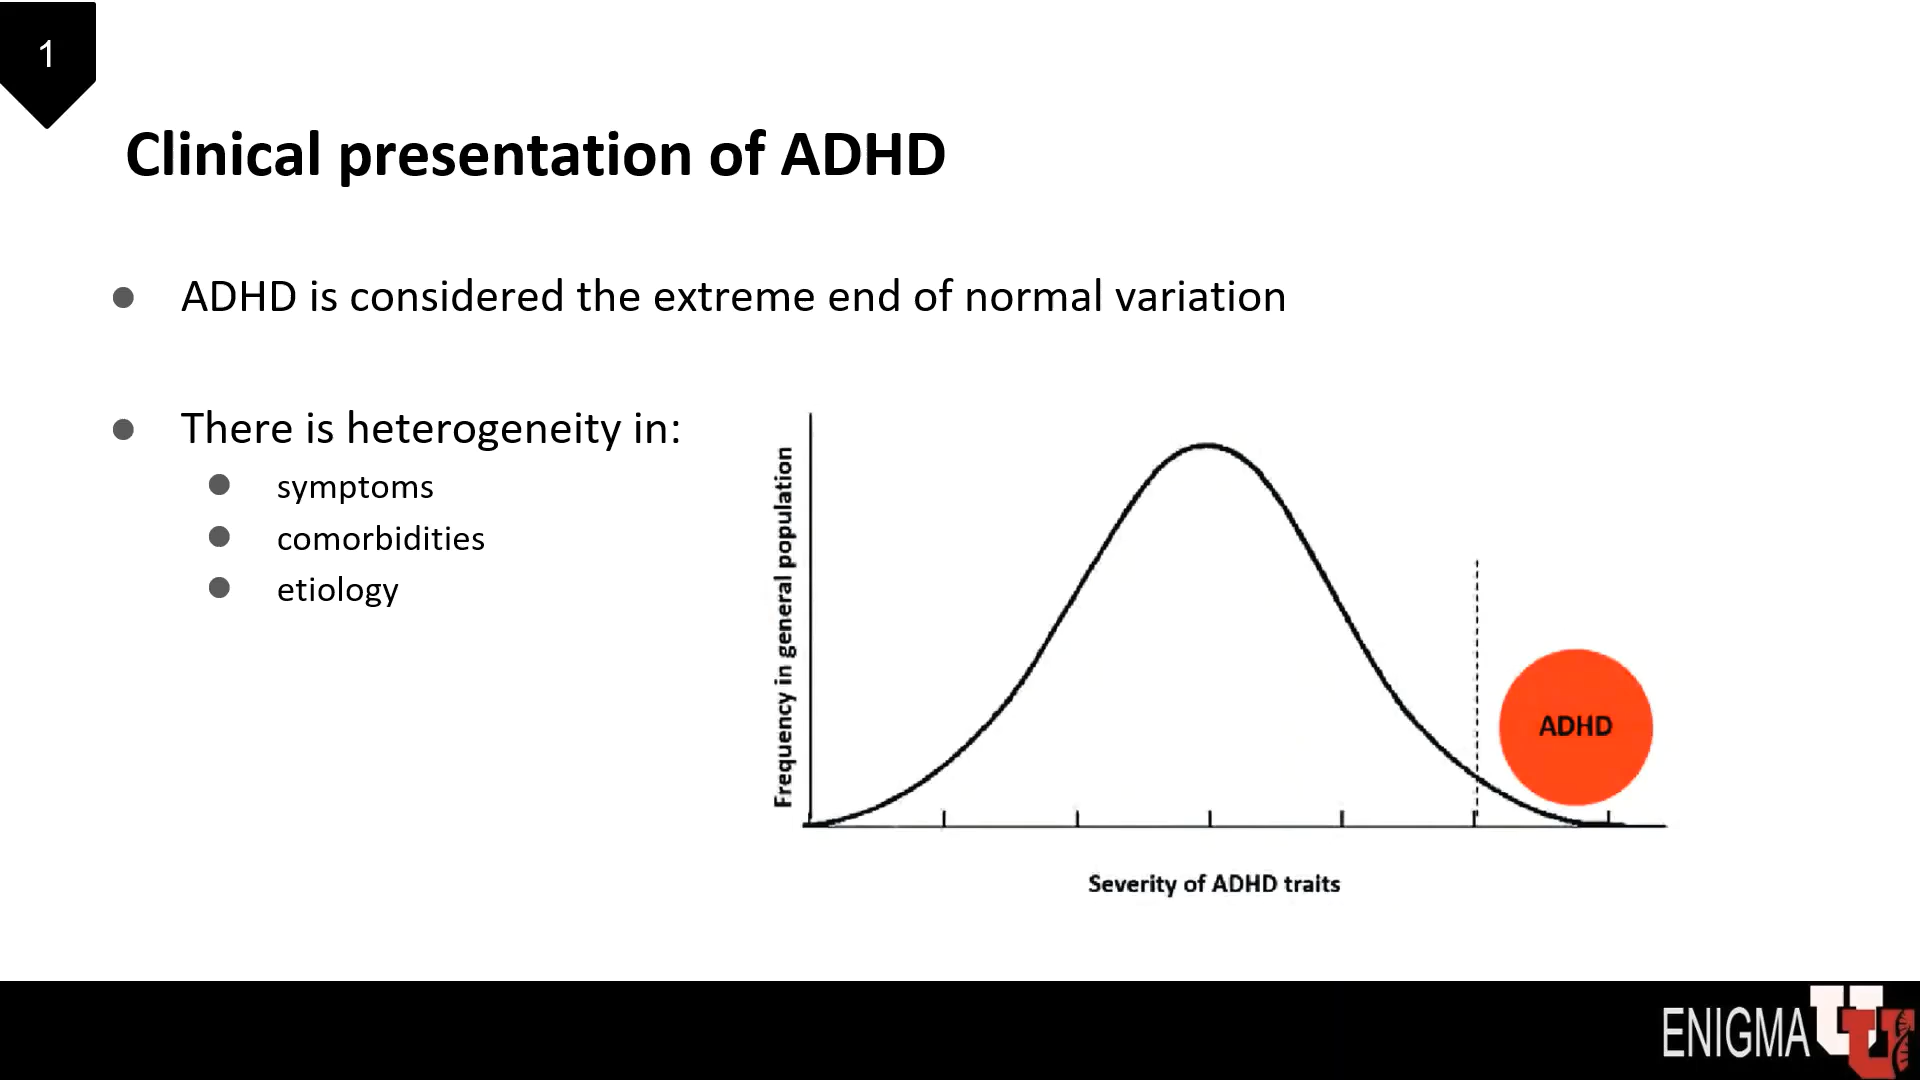 1
Clinical presentation of ADHD
ADHD is considered the extreme end of normal variation
There is heterogeneity in:
symptoms
comorbidities
etiology
Frequency in general population
ADHD
Severity of ADHD traits
ENIGMA U